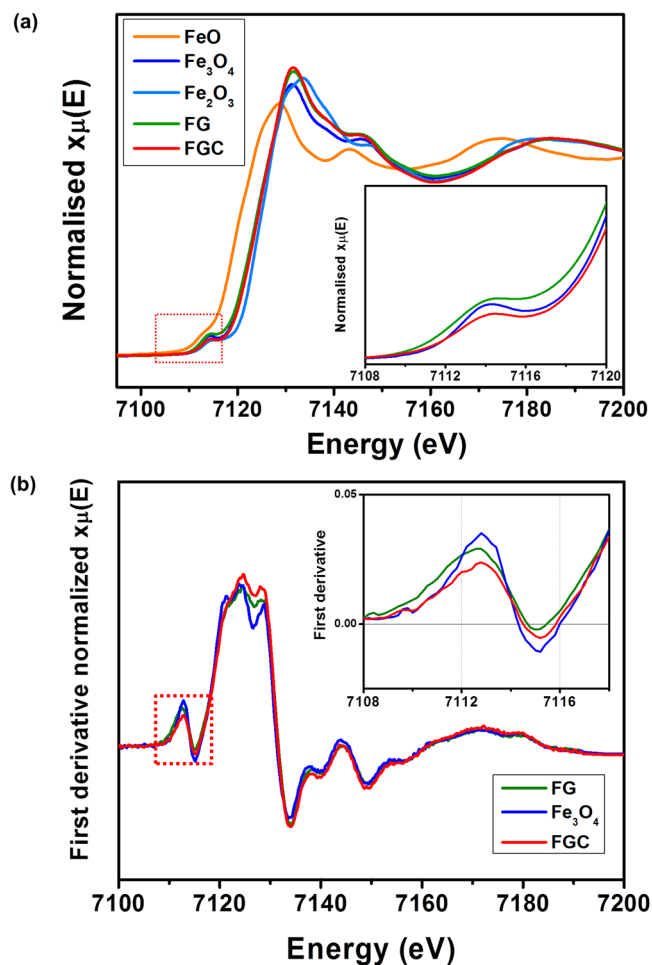 (a)
FeO
Fe₃O₄
Fe₂O₃
FG
FGC
Normalised xμ(E)
Normalised xμ(E)
7108 7112 7116 7120
7100 7120 7140 7160 7180 7200
Energy (eV)
(b)
First derivative normalized xμ(E)
0.05
First derivative
0.00
7108 7112 7116
FG
Fe₃O₄
FGC
7100 7120 7140 7160 7180 7200
Energy (eV)